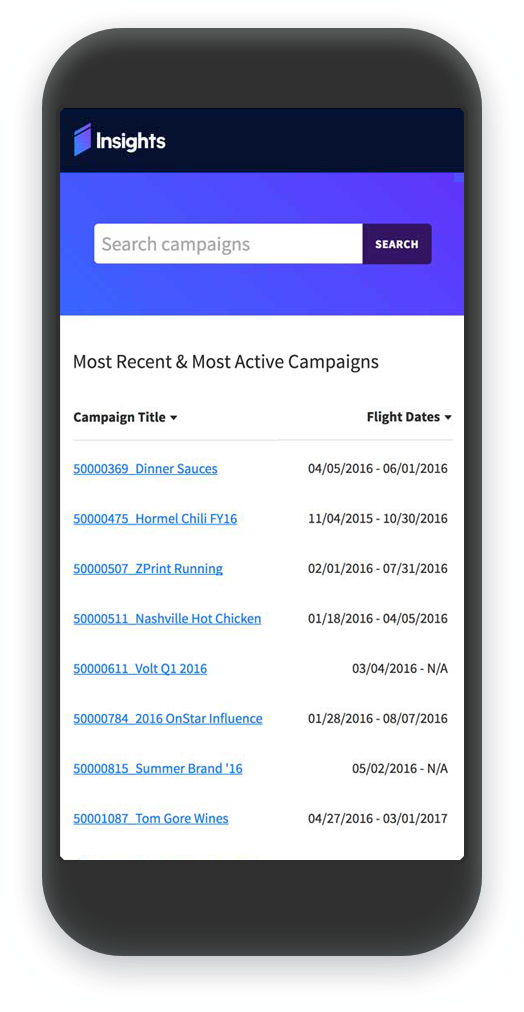 Insights
Search campaigns SEARCH
Most Recent & Most Active Campaigns
Campaign Title Flight Dates
50000369_Dinner Sauces 04/05/2016 - 06/01/2016
50000475_Hormel Chili FY16 11/04/2015 - 10/30/2016
50000507_ZPrint Running 02/01/2016 - 07/31/2016
50000511_Nashville Hot Chicken 01/18/2016 - 04/05/2016
50000611_Volt Q1 2016 03/04/2016 - N/A
50000784_2016 OnStar Influence 01/28/2016 - 08/07/2016
50000815_Summer Brand '16 05/02/2016 - N/A
50001087_Tom Gore Wines 04/27/2016 - 03/01/2017